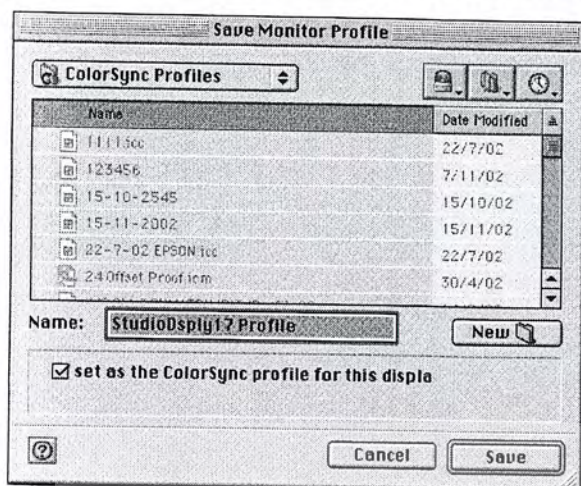 Save Monitor Profile
ColorSync Profiles
Name Date Modified
1111.icc 22/7/02
123456 7/11/02
15-10-2545 15/10/02
15-11-2002 15/11/02
22-7-02 EPSON icc 22/7/02
24 Offset Proof icm 30/4/02
Name: StudioDsply17 Profile New
set as the ColorSync profile for this displa
? Cancel Save